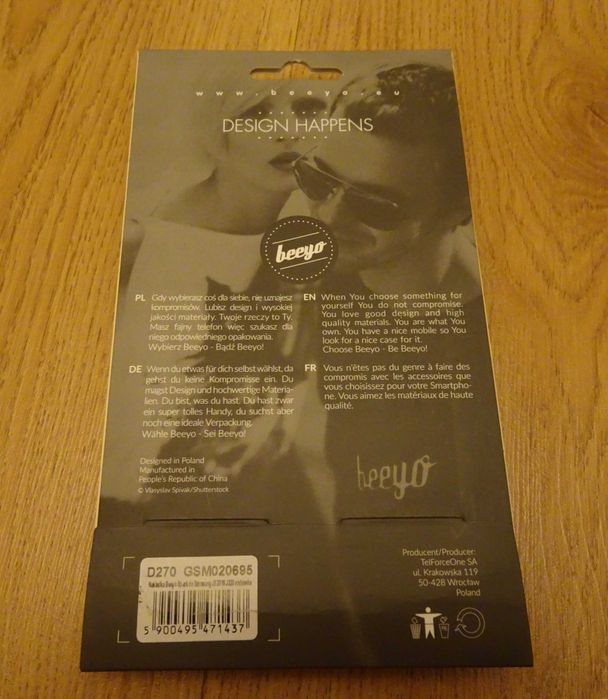 www.beeyo.eu
DESIGN HAPPENS
beeyo
PL Gdy wybierasz coś dla siebie, nie uznajesz
kompromisów. Lubisz design i wysokiej
jakości materiały. Twoje rzeczy to Ty.
Masz fajny telefon więc szukasz dla
niego odpowiedniego opakowania.
Wybierz Beeyo - Bądź Beeyo!
EN When You choose something for
yourself You do not compromise.
You love good design and high
quality materials. You are what You
own. You have a nice mobile so You
look for a nice case for it.
Choose Beeyo - Be Beeyo!
DE Wenn du etwas für dich selbst wählst, da
gehst du keine Kompromisse ein. Du
magst Design und hochwertige Materia-
lien. Du bist, was du hast. Du hast zwar
ein super tolles Handy, du suchst aber
noch eine ideale Verpackung.
Wähle Beeyo - Sei Beeyo!
FR Vous n'êtes pas du genre à faire des
compromis avec les accessoires que
vous choisissez pour votre Smartpho-
ne. Vous aimez les matériaux de haute
qualité.
Designed in Poland
Manufactured in
People's Republic of China
© Vlasyslav Spivak/Shutterstock
beeyo
D270 GSM020695
Nakładka Beeyo Spark do Samsung J3 2016 J320
5 900495 471437
Producent/Producer:
TelForceOne SA
ul. Krakowska 119
50-428 Wrocław
Poland